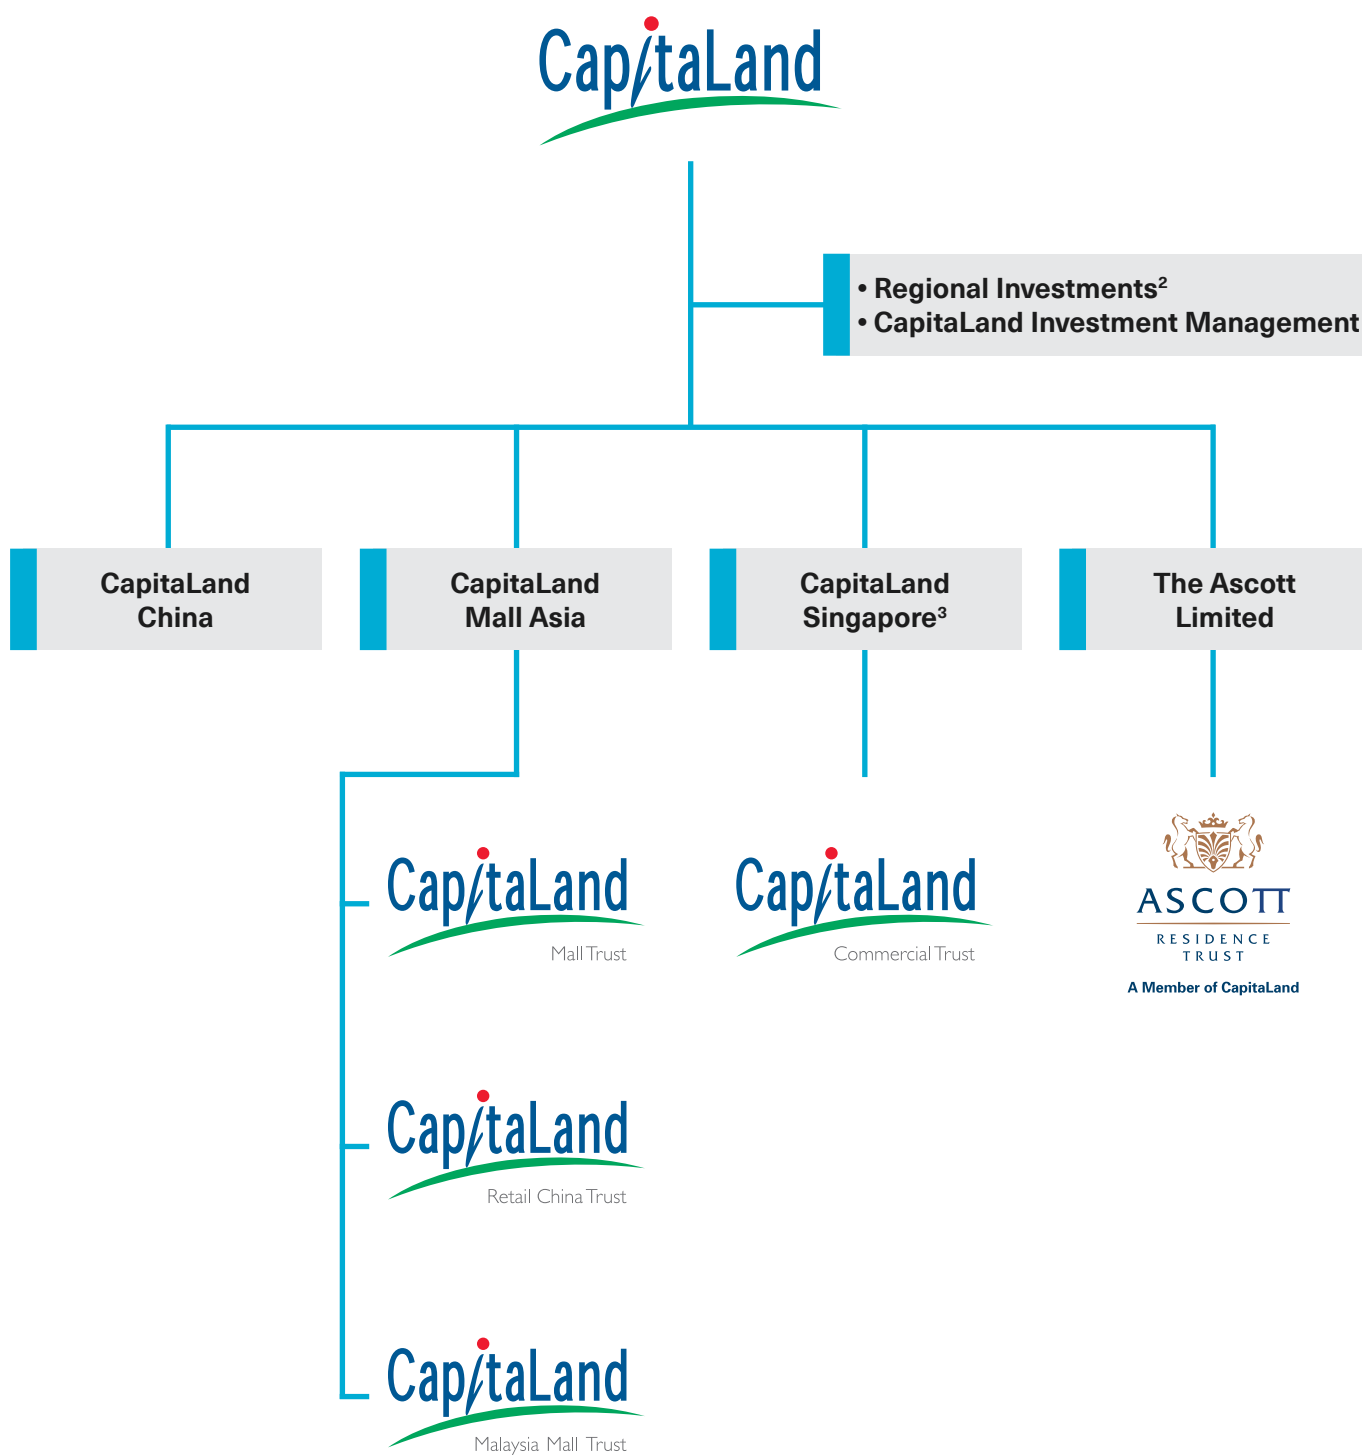 CapitaLand
• Regional Investments²
• CapitaLand Investment Management
CapitaLand
China
CapitaLand
Mall Asia
CapitaLand
Singapore³
The Ascott
Limited
CapitaLand
Mall Trust
CapitaLand
Commercial Trust
ASCOTT
RESIDENCE
TRUST
A Member of CapitaLand
CapitaLand
Retail China Trust
CapitaLand
Malaysia Mall Trust